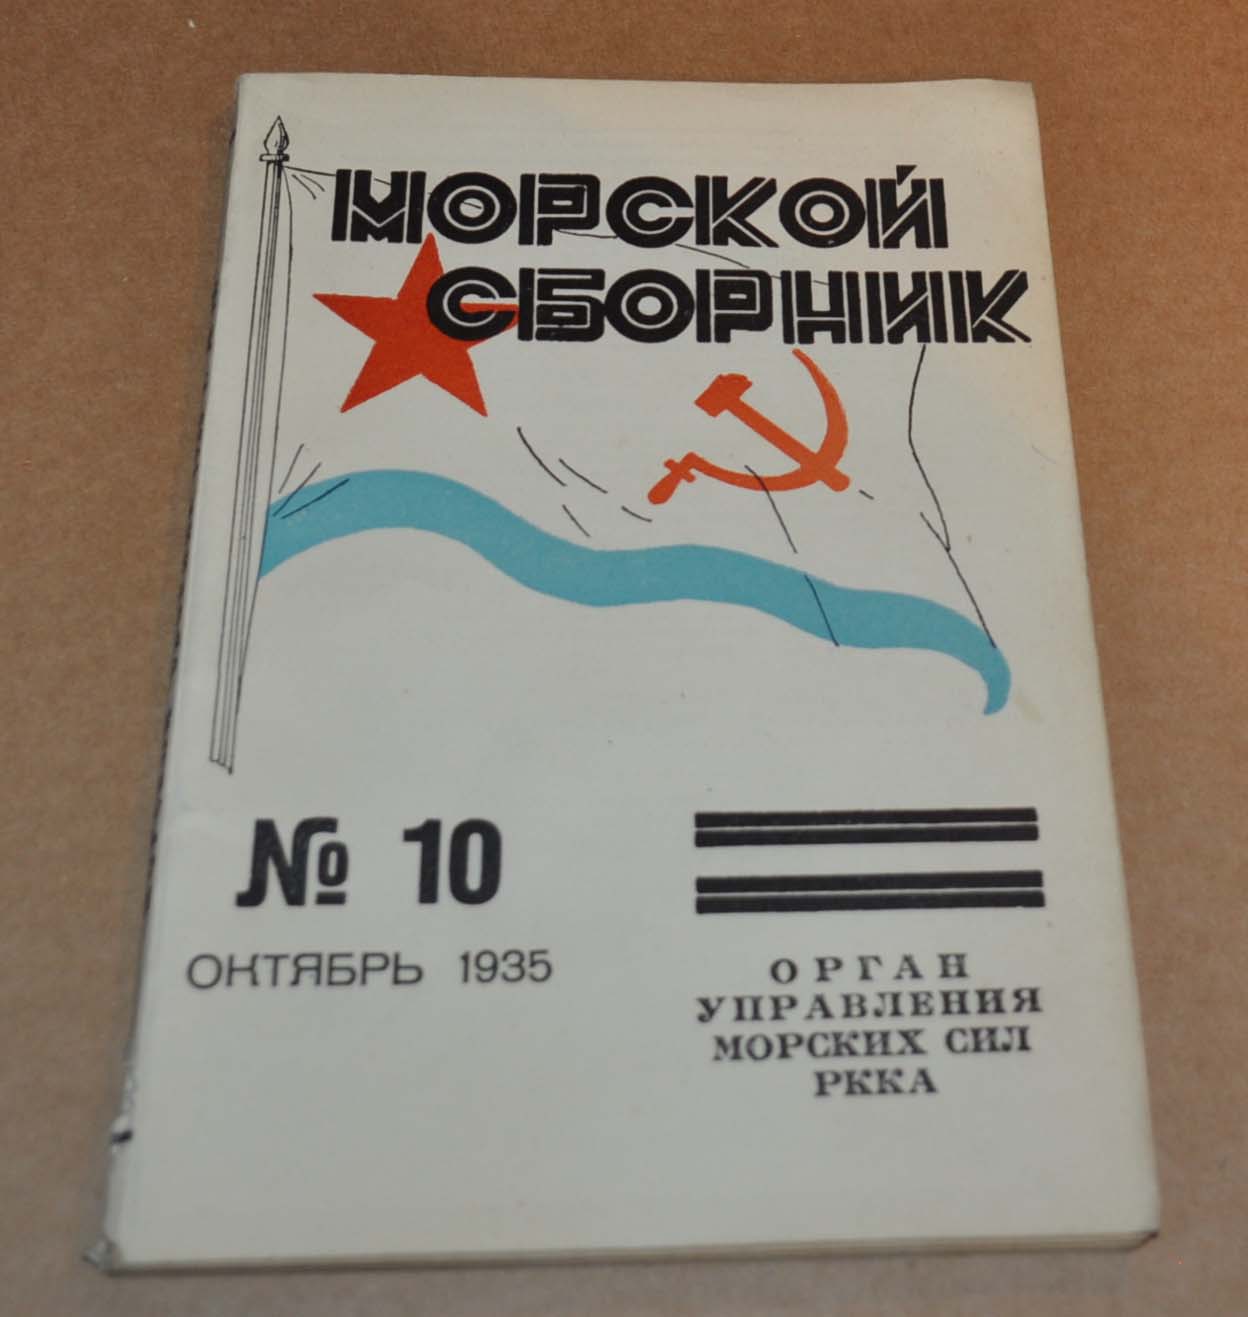 МОРСКОЙ
СБОРНИК
№ 10
ОКТЯБРЬ 1935
ОРГАН
УПРАВЛЕНИЯ
МОРСКИХ СИЛ
РККА